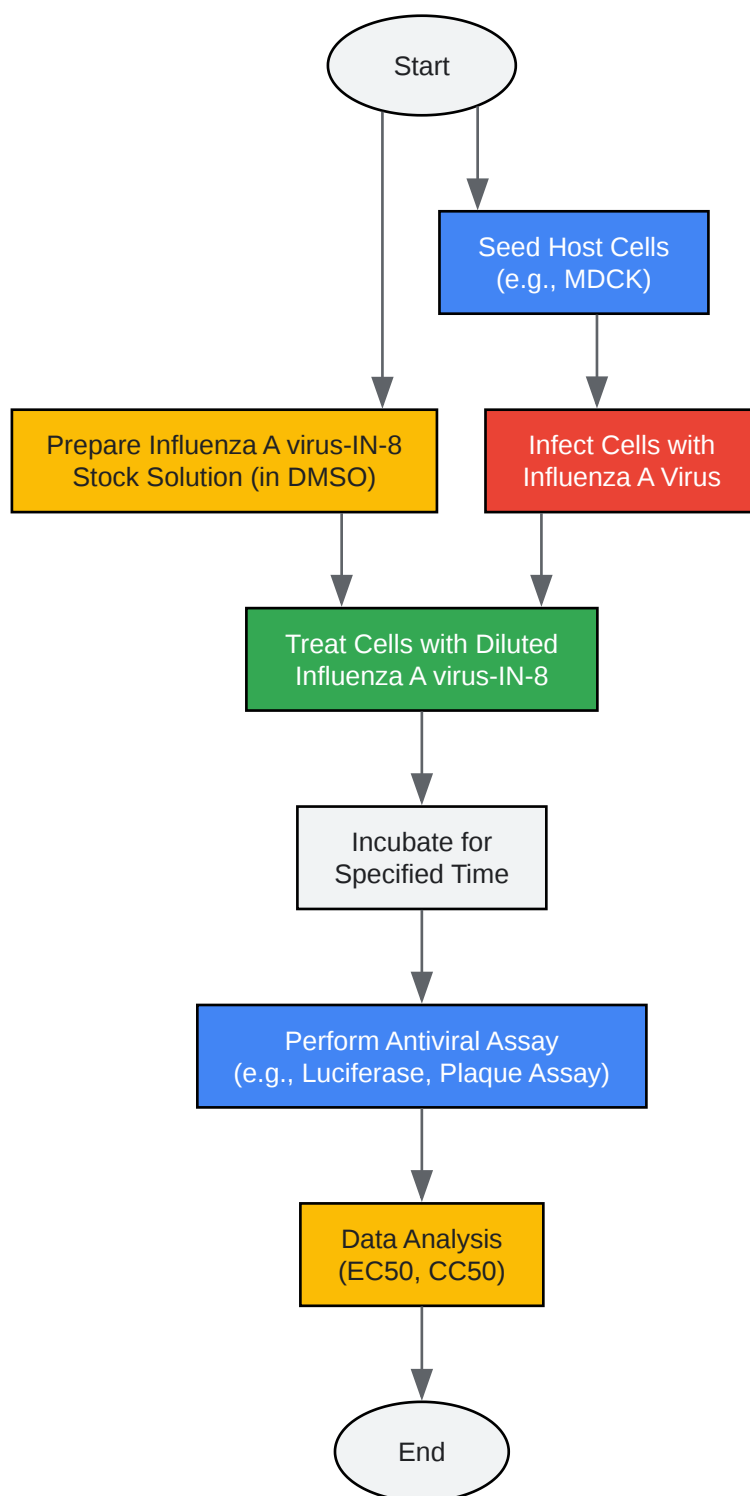 Start
Seed Host Cells
(e.g., MDCK)
Prepare Influenza A virus-IN-8
Stock Solution (in DMSO)
Infect Cells with
Influenza A Virus
Treat Cells with Diluted
Influenza A virus-IN-8
Incubate for
Specified Time
Perform Antiviral Assay
(e.g., Luciferase, Plaque Assay)
Data Analysis
(EC50, CC50)
End